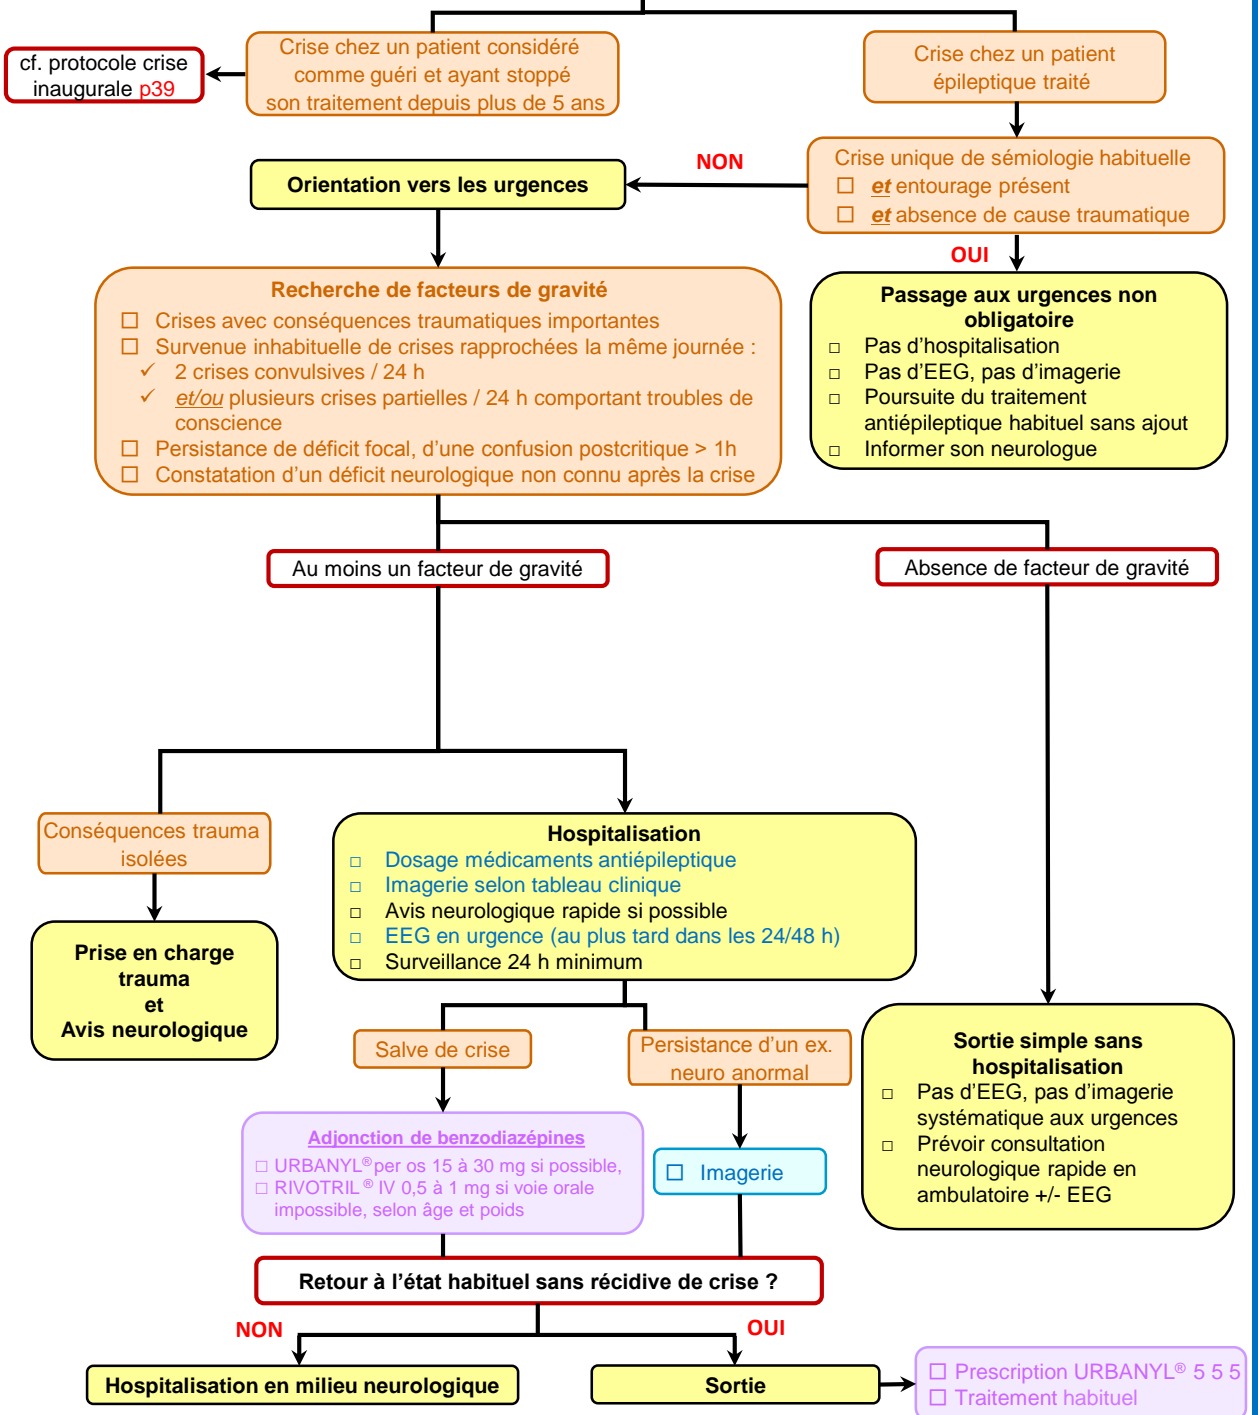 Crise chez un patient considéré
comme guéri et ayant stoppé
son traitement depuis plus de 5 ans
cf. protocole crise
inaugurale p39
Crise chez un patient
épileptique traité
Crise unique de sémiologie habituelle
☐ et entourage présent
☐ et absence de cause traumatique
NON
Orientation vers les urgences
OUI
Recherche de facteurs de gravité
☐ Crises avec conséquences traumatiques importantes
☐ Survenue inhabituelle de crises rapprochées la même journée :
✓ 2 crises convulsives / 24 h
✓ et/ou plusieurs crises partielles / 24 h comportant troubles de
conscience
☐ Persistance de déficit focal, d’une confusion postcritique > 1h
☐ Constatation d’un déficit neurologique non connu après la crise
Passage aux urgences non
obligatoire
☐ Pas d’hospitalisation
☐ Pas d’EEG, pas d’imagerie
☐ Poursuite du traitement
antiépileptique habituel sans ajout
☐ Informer son neurologue
Au moins un facteur de gravité
Absence de facteur de gravité
Conséquences trauma
isolées
Prise en charge
trauma
et
Avis neurologique
Hospitalisation
☐ Dosage médicaments antiépileptique
☐ Imagerie selon tableau clinique
☐ Avis neurologique rapide si possible
☐ EEG en urgence (au plus tard dans les 24/48 h)
☐ Surveillance 24 h minimum
Salve de crise
Persistance d’un ex.
neuro anormal
Adjonction de benzodiazépines
☐ URBANYL® per os 15 à 30 mg si possible,
☐ RIVOTRIL ® IV 0,5 à 1 mg si voie orale
impossible, selon âge et poids
☐ Imagerie
Sortie simple sans
hospitalisation
☐ Pas d’EEG, pas d’imagerie
systématique aux urgences
☐ Prévoir consultation
neurologique rapide en
ambulatoire +/- EEG
Retour à l’état habituel sans récidive de crise ?
NON
OUI
Hospitalisation en milieu neurologique
Sortie
☐ Prescription URBANYL® 5 5 5
☐ Traitement habituel